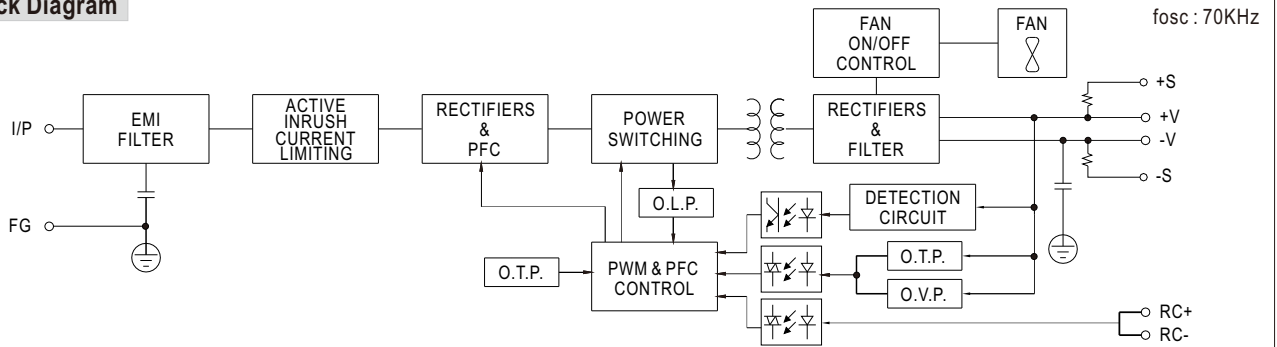 ck Diagram
fosc : 70KHz
FAN
ON/OFF
CONTROL
FAN
I/P
EMI
FILTER
ACTIVE
INRUSH
CURRENT
LIMITING
RECTIFIERS
&
PFC
POWER
SWITCHING
RECTIFIERS
&
FILTER
+S
+V
-V
-S
FG
O.L.P.
DETECTION
CIRCUIT
O.T.P.
PWM & PFC
CONTROL
O.T.P.
O.V.P.
RC+
RC-